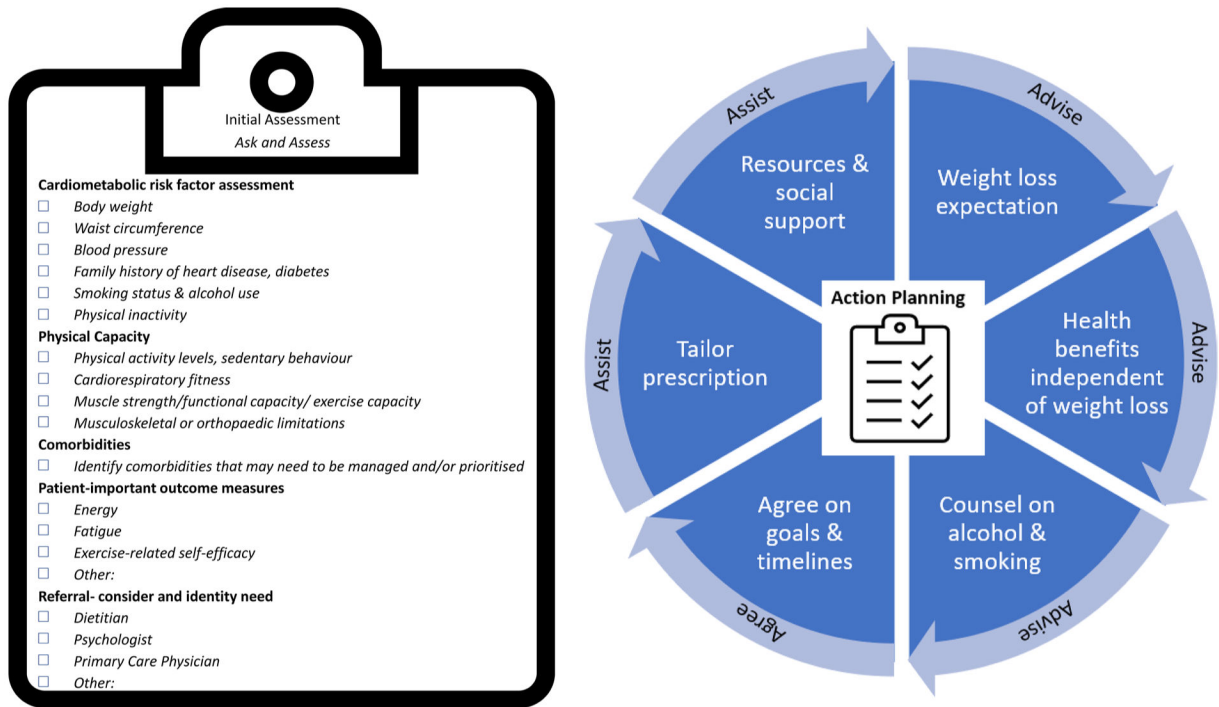 Initial Assessment
Ask and Assess
Cardiometabolic risk factor assessment
Body weight
Waist circumference
Blood pressure
Family history of heart disease, diabetes
Smoking status & alcohol use
Physical inactivity
Physical Capacity
Physical activity levels, sedentary behaviour
Cardiorespiratory fitness
Muscle strength/functional capacity/ exercise capacity
Musculoskeletal or orthopaedic limitations
Comorbidities
Identify comorbidities that may need to be managed and/or prioritised
Patient-important outcome measures
Energy
Fatigue
Exercise-related self-efficacy
Other:
Referral- consider and identity need
Dietitian
Psychologist
Primary Care Physician
Other:
Action Planning
Advise
Weight loss
expectation
Advise
Health
benefits
independent
of weight loss
Advise
Counsel on
alcohol &
smoking
Agree
Agree on
goals &
timelines
Assist
Tailor
prescription
Assist
Resources &
social
support